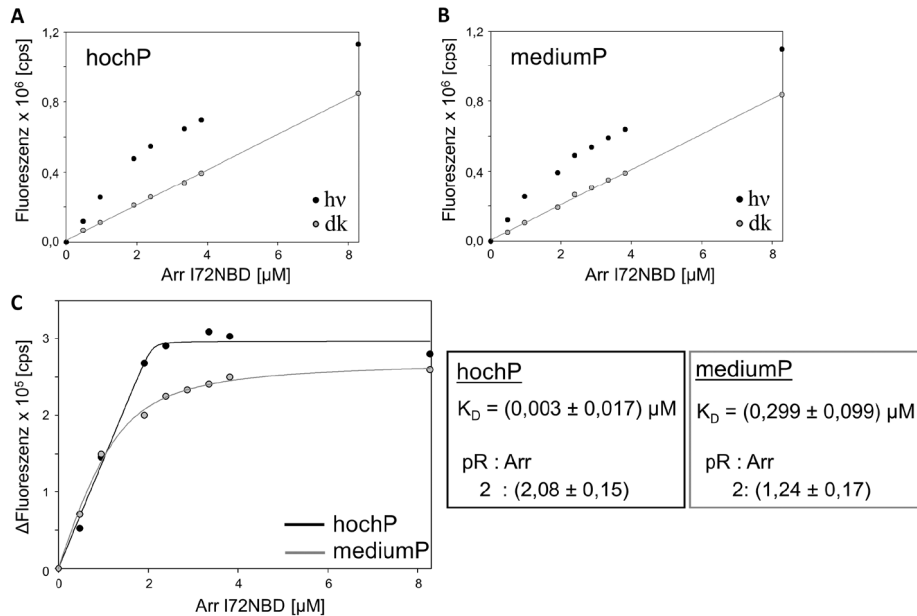 A
hochP
Fluoreszenz x 10⁶ [cps]
1,2
0,8
0,4
0,0
0
2
4
6
8
hν
dk
Arr I72NBD [µM]
B
mediumP
Fluoreszenz x 10⁶ [cps]
1,2
0,8
0,4
0,0
0
2
4
6
8
hν
dk
Arr I72NBD [µM]
C
ΔFluoreszenz x 10⁵ [cps]
3
2
1
0
0
2
4
6
8
hochP
mediumP
Arr I72NBD [µM]
hochP
K_D = (0,003 ± 0,017) µM
pR : Arr
2 : (2,08 ± 0,15)
mediumP
K_D = (0,299 ± 0,099) µM
pR : Arr
2: (1,24 ± 0,17)